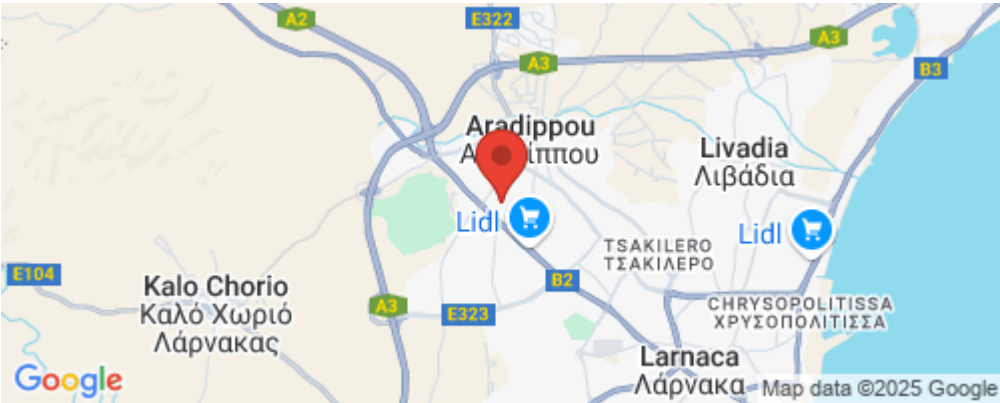 A2
E322
A3
A3
B3
Aradippou
Livadia
Λιβάδια
Lidl
Lidl
TSAKILERO
ΤΣΑΚΙΛΕΡΟ
E104
B2
Kalo Chorio
Καλό Χωριό
Λάρνακας
A3
E323
CHRYSOPOLITISSA
ΧΡΥΣΟΠΟΛΙΤΙΣΣΑ
Larnaca
Λάρνακα
Google
Map data ©2025 Google